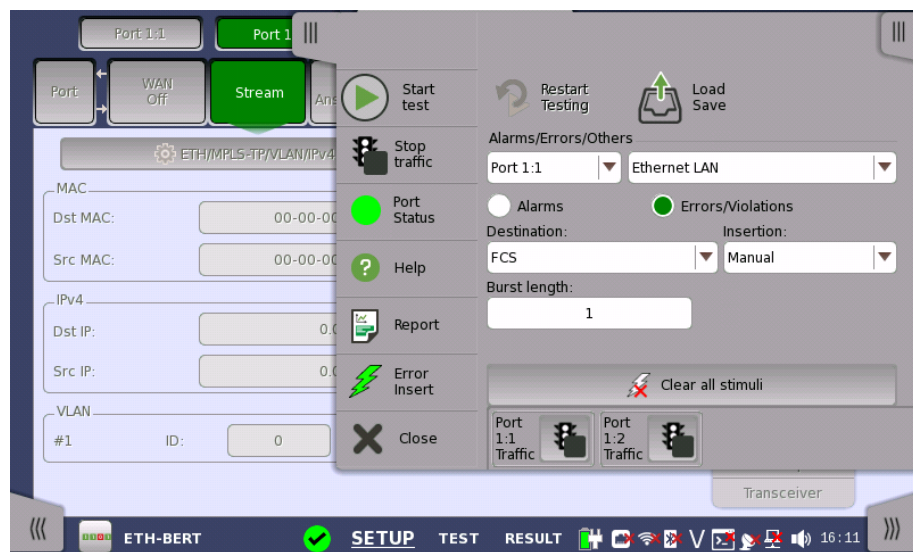 Port 1:1
Port 1
Port
WAN
Off
Stream
Ans
ETH/MPLS-TP/VLAN/IPv4
MAC
Dst MAC:
00-00-00
Src MAC:
00-00-00
IPv4
Dst IP:
0.0
Src IP:
0.0
VLAN
#1
ID:
0
Start
test
Stop
traffic
Port
Status
Help
Report
Error
Insert
Close
Restart
Testing
Load
Save
Alarms/Errors/Others
Port 1:1
Ethernet LAN
Alarms
Errors/Violations
Destination:
Insertion:
FCS
Manual
Burst length:
1
Clear all stimuli
Port
1:1
Traffic
Port
1:2
Traffic
Transceiver
ETH-BERT
SETUP
TEST
RESULT
V
16:11